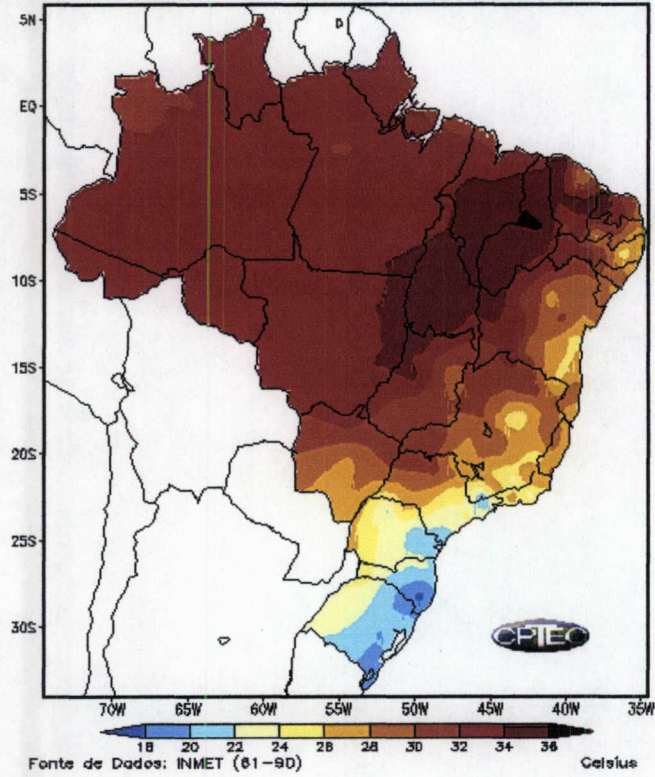 5N
EQ
5S
10S
15S
20S
25S
30S
CPTEC
70W 65W 60W 55W 50W 45W 40W 35W
18 20 22 24 26 28 30 32 34 36
Fonte de Dados: INMET (61-90) Celsius